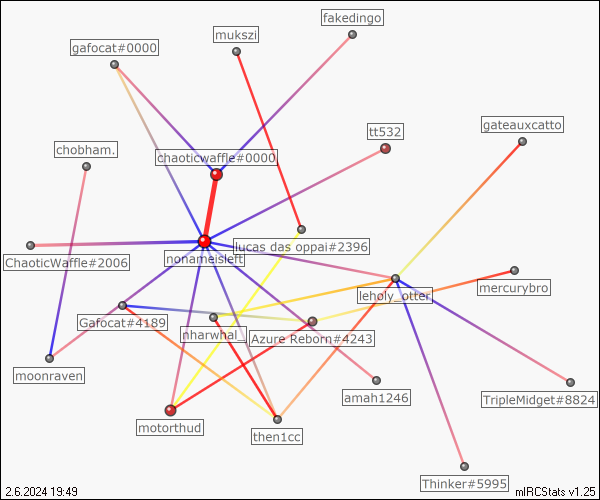 fakedingo
mukszi
gafocat#0000
gateauxcatto
tt532
chobham.
chaoticwaffle#0000
lucas das oppai#2396
nonameisleft
ChaoticWaffle#2006
mercurybro
leholy_otter
Gafocat#4189
nharwhal_
Azure Reborn#4243
moonraven
amah1246
TripleMidget#8824
motorthud
then1cc
Thinker#5995
2.6.2024 19:49
mIRCStats v1.25